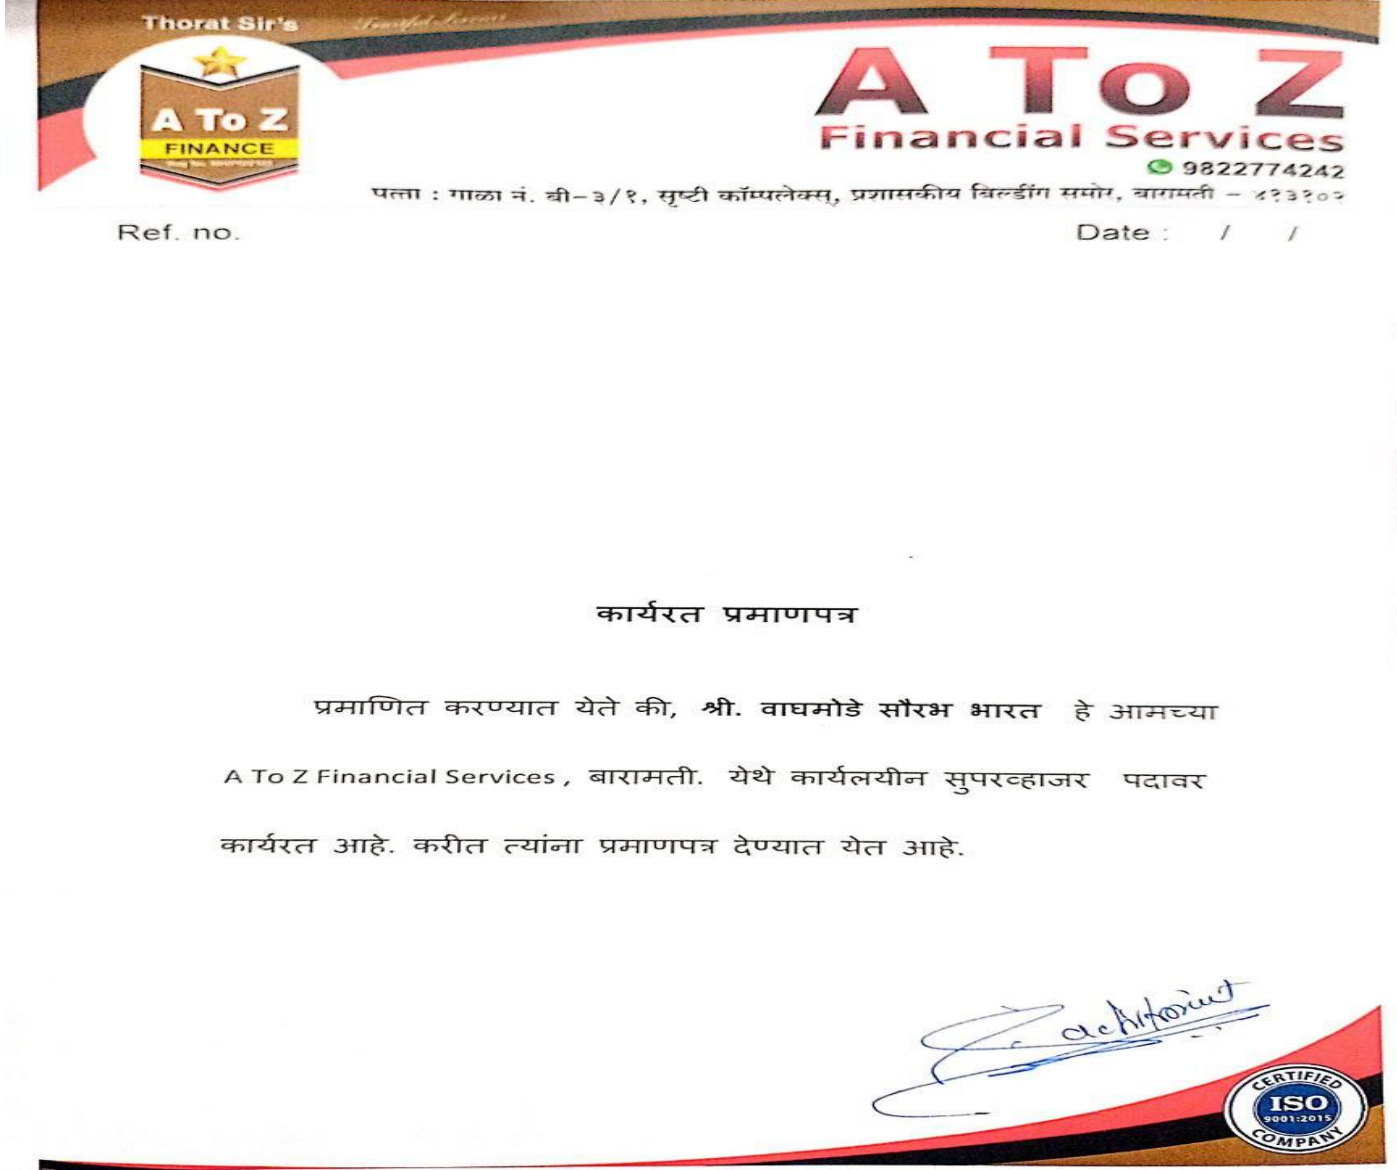 Thorat Sir's
A To Z
FINANCE
A To Z
Financial Services
9822774242
पत्ता : गाळा नं. बी-३/१, सृष्टी कॉम्पलेक्स्, प्रशासकीय बिल्डींग समोर, बारामती - ४१३१०२
Ref. no.
Date : / /
कार्यरत प्रमाणपत्र
प्रमाणित करण्यात येते की, श्री. वाघमोडे सौरभ भारत हे आमच्या
A To Z Financial Services , बारामती. येथे कार्यलयीन सुपरव्हाजर पदावर
कार्यरत आहे. करीत त्यांना प्रमाणपत्र देण्यात येत आहे.
CERTIFIED
ISO
9001:2015
COMPANY